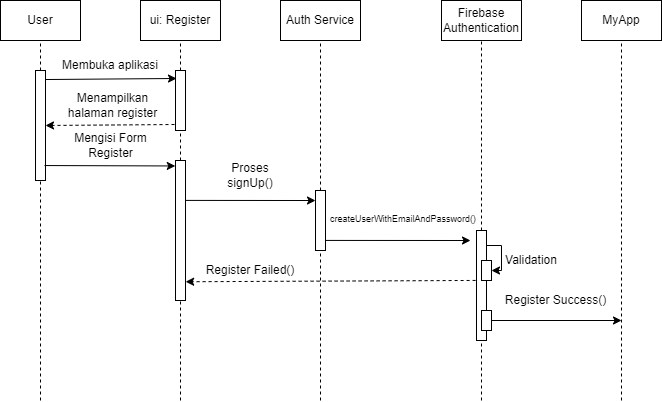 User
ui: Register
Auth Service
Firebase
Authentication
MyApp
Membuka aplikasi
Menampilkan
halaman register
Mengisi Form
Register
Proses
signUp()
createUserWithEmailAndPassword()
Validation
Register Failed()
Register Success()